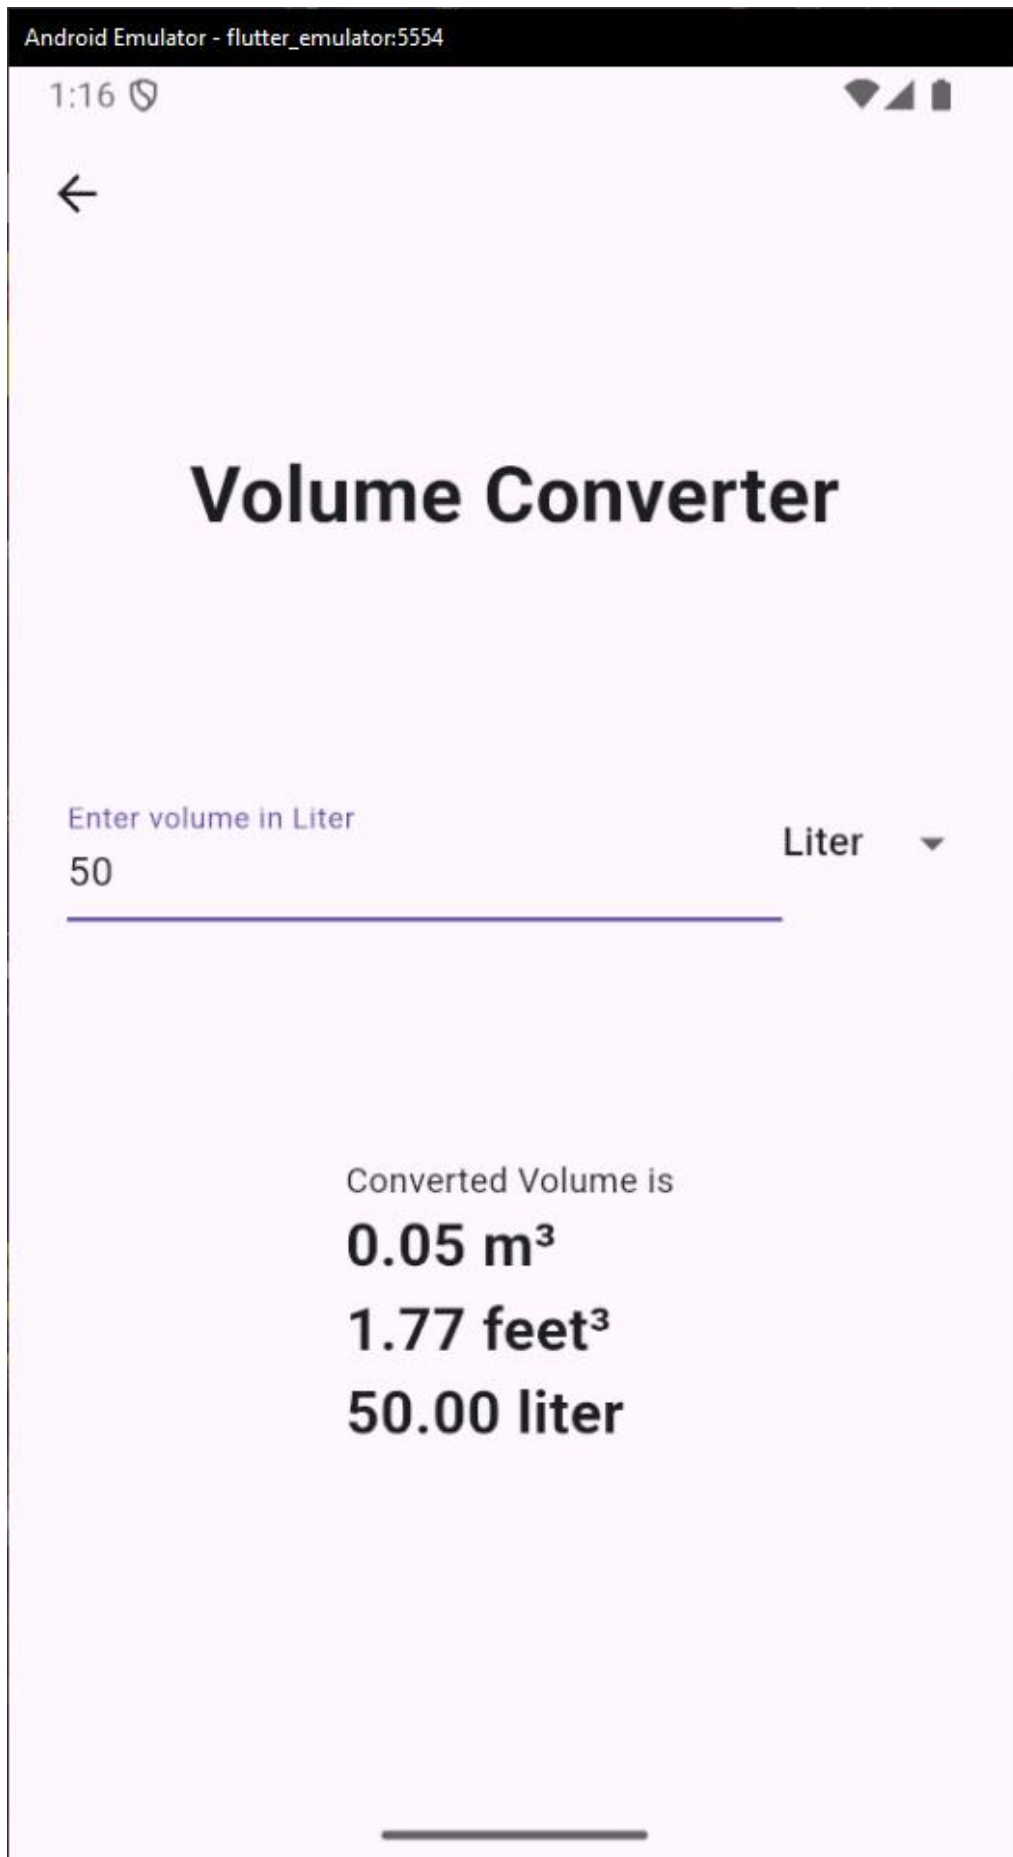 Android Emulator - flutter_emulator:5554
1:16
Volume Converter
Enter volume in Liter
50
Liter
Converted Volume is
0.05 m³
1.77 feet³
50.00 liter